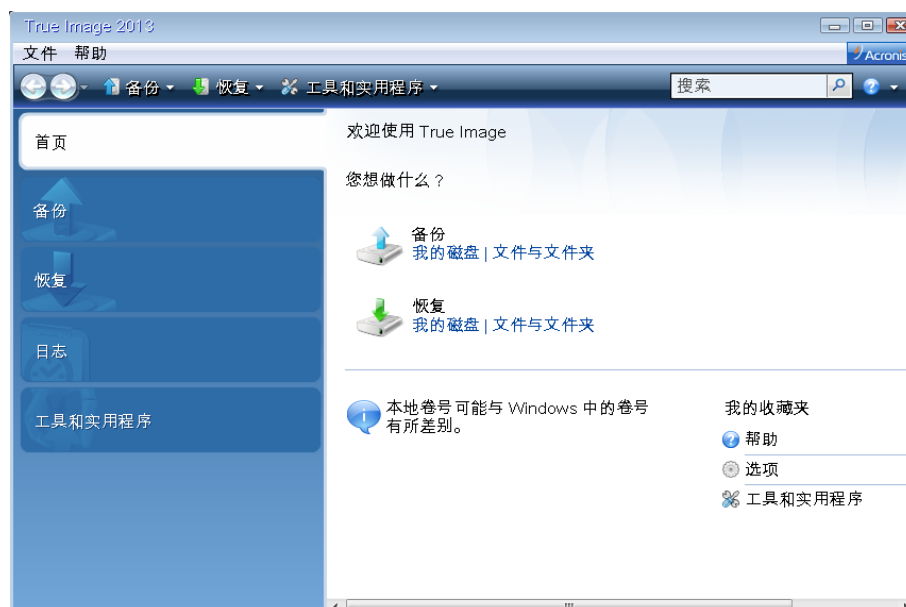 True Image 2013
文件 帮助
Acronis
备份 恢复 工具和实用程序 搜索
首页
备份
恢复
日志
工具和实用程序
欢迎使用 True Image
您想做什么？
备份
我的磁盘 | 文件与文件夹
恢复
我的磁盘 | 文件与文件夹
本地卷号可能与 Windows 中的卷号
有所差别。
我的收藏夹
帮助
选项
工具和实用程序